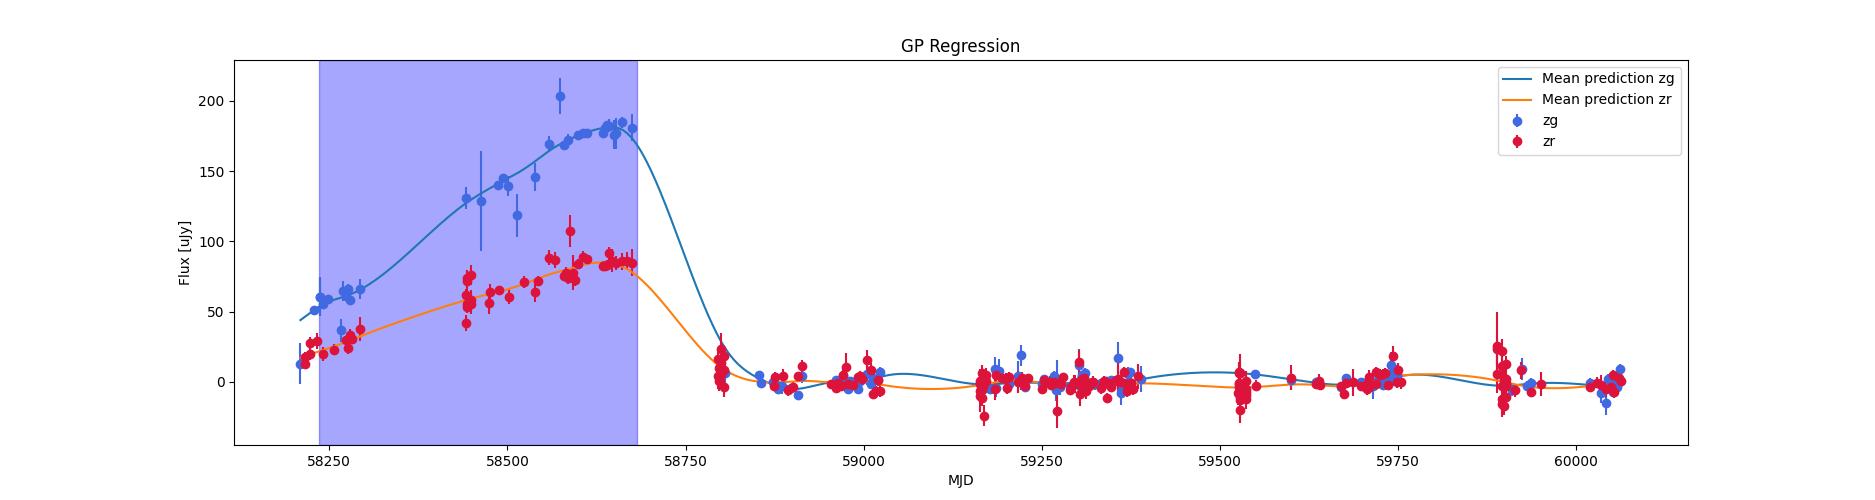 GP Regression
Flux [uJy]
200
150
100
50
0
Mean prediction zg
Mean prediction zr
zg
zr
58250 58500 58750 59000 59250 59500 59750 60000
MJD